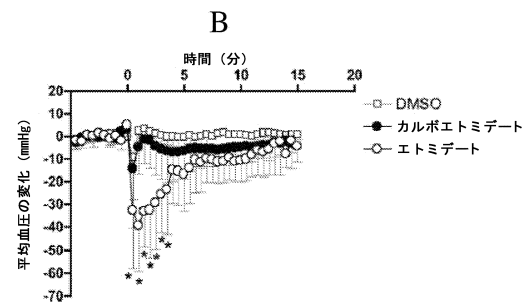 B
時間（分）
0 5 10 15 20
20
10
0
-10
-20
-30
-40
-50
-60
-70
平均血圧の変化 (mmHg)
DMSO
カルボエトミデート
エトミデート
* * * * * * *